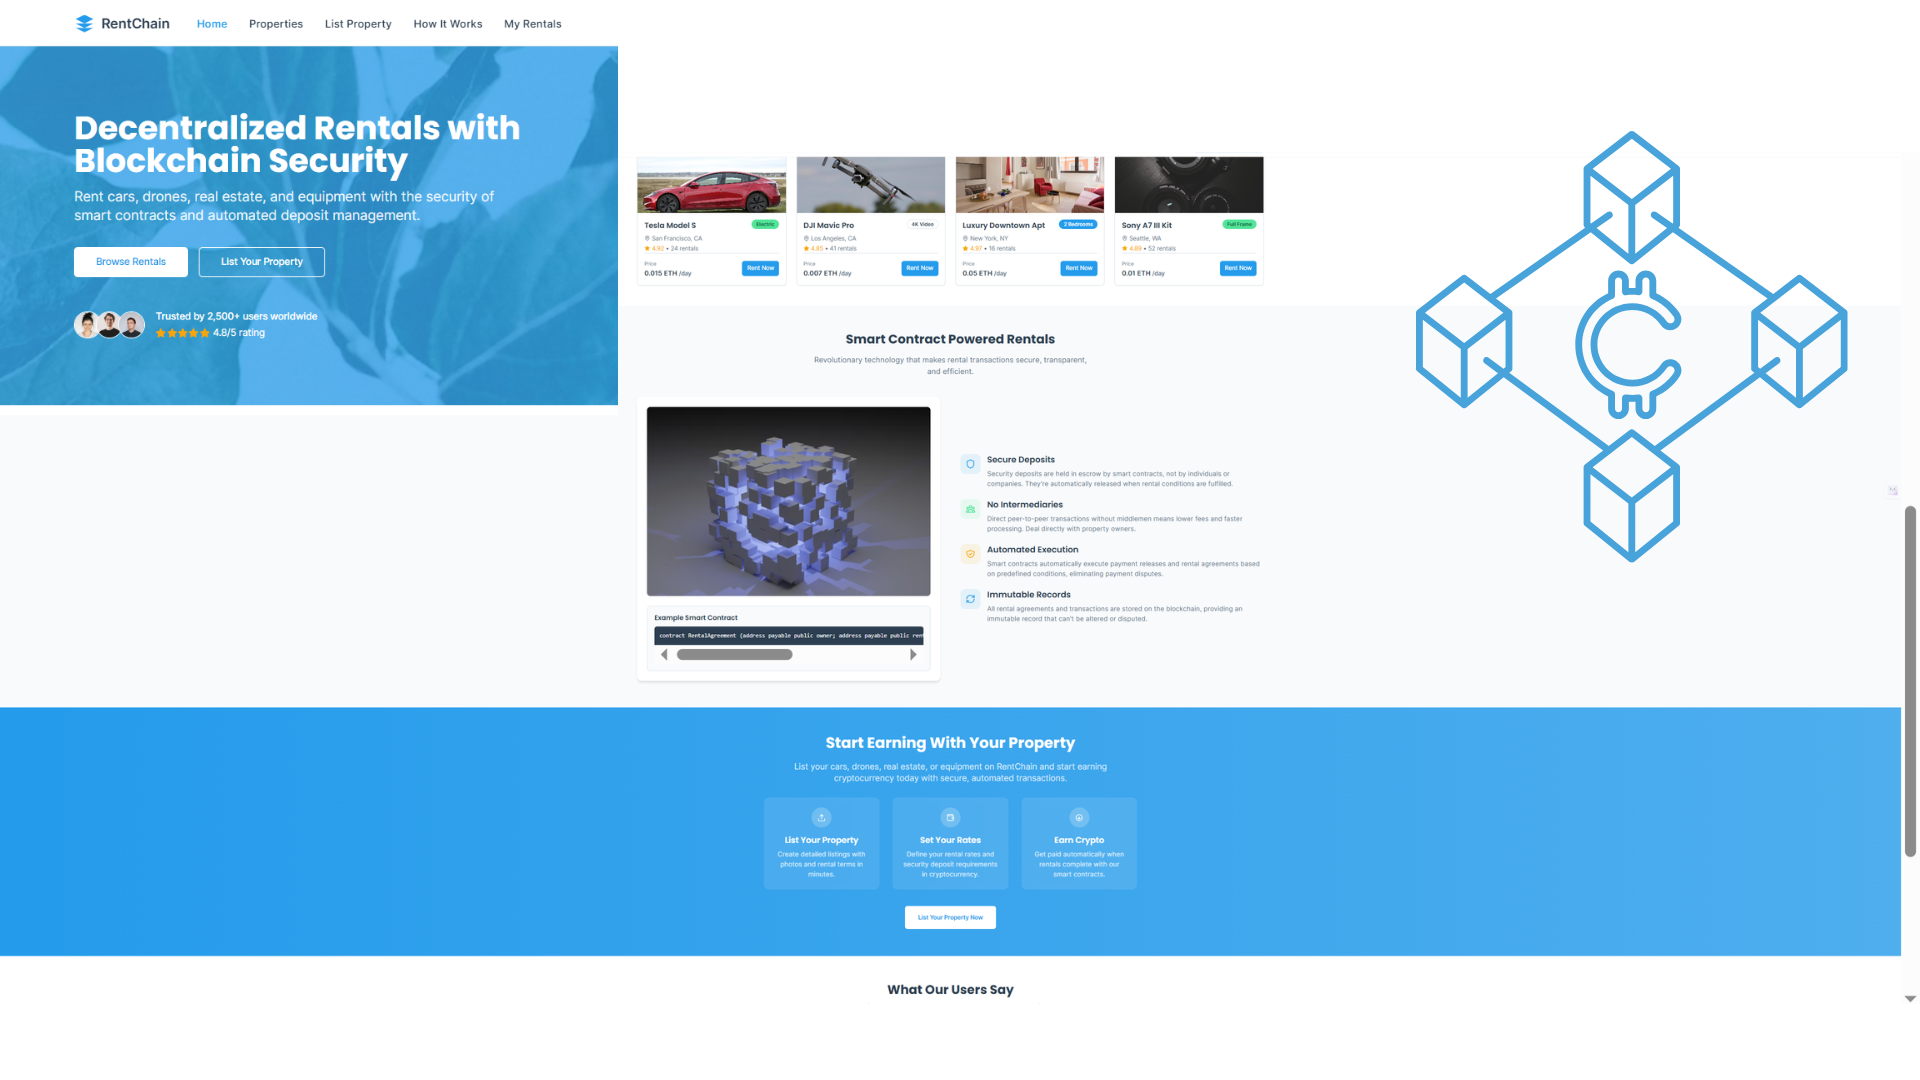 RentChain
Home
Properties
List Property
How It Works
My Rentals
Decentralized Rentals with
Blockchain Security
Rent cars, drones, real estate, and equipment with the security of
smart contracts and automated deposit management.
Browse Rentals
List Your Property
Trusted by 2,500+ users worldwide
4.8/5 rating
Tesla Model S
Electric
San Francisco, CA
4.92 • 24 rentals
Price
0.015 ETH /day
Rent Now
DJI Mavic Pro
4K Video
Los Angeles, CA
4.85 • 41 rentals
Price
0.007 ETH /day
Rent Now
Luxury Downtown Apt
2 Bedrooms
New York, NY
4.97 • 16 rentals
Price
0.05 ETH /day
Rent Now
Sony A7 III Kit
Full Frame
Seattle, WA
4.89 • 52 rentals
Price
0.01 ETH /day
Rent Now
Smart Contract Powered Rentals
Revolutionary technology that makes rental transactions secure, transparent,
and efficient.
Example Smart Contract
contract RentalAgreement {address payable public owner; address payable public ren
Secure Deposits
Security deposits are held in escrow by smart contracts, not by individuals or
companies. They're automatically released when rental conditions are fulfilled.
No Intermediaries
Direct peer-to-peer transactions without middlemen means lower fees and faster
processing. Deal directly with property owners.
Automated Execution
Smart contracts automatically execute payment releases and rental agreements based
on predefined conditions, eliminating payment disputes.
Immutable Records
All rental agreements and transactions are stored on the blockchain, providing an
immutable record that can't be altered or disputed.
Start Earning With Your Property
List your cars, drones, real estate, or equipment on RentChain and start earning
cryptocurrency today with secure, automated transactions.
List Your Property
Create detailed listings with
photos and rental terms in
minutes.
Set Your Rates
Define your rental rates and
security deposit requirements
in cryptocurrency.
Earn Crypto
Get paid automatically when
rentals complete with our
smart contracts.
List Your Property Now
What Our Users Say